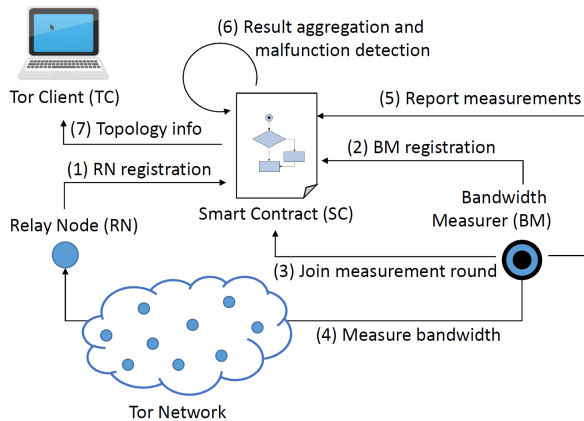 (6) Result aggregation and
malfunction detection
Tor Client (TC)
(5) Report measurements
(7) Topology info
(2) BM registration
(1) RN registration
Bandwidth
Measurer (BM)
Relay Node (RN)
Smart Contract (SC)
(3) Join measurement round
(4) Measure bandwidth
Tor Network